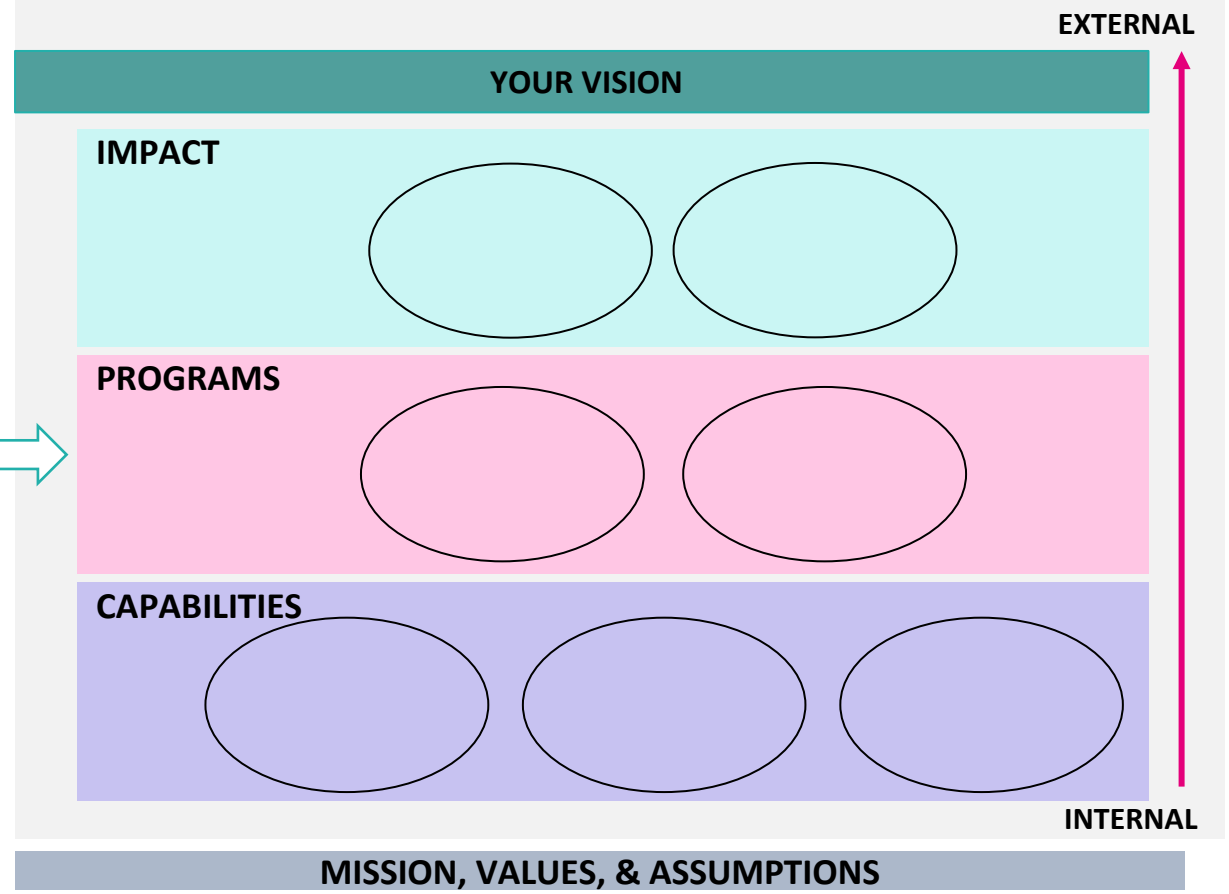 EXTERNAL
YOUR VISION
IMPACT
PROGRAMS
CAPABILITIES
INTERNAL
MISSION, VALUES, & ASSUMPTIONS